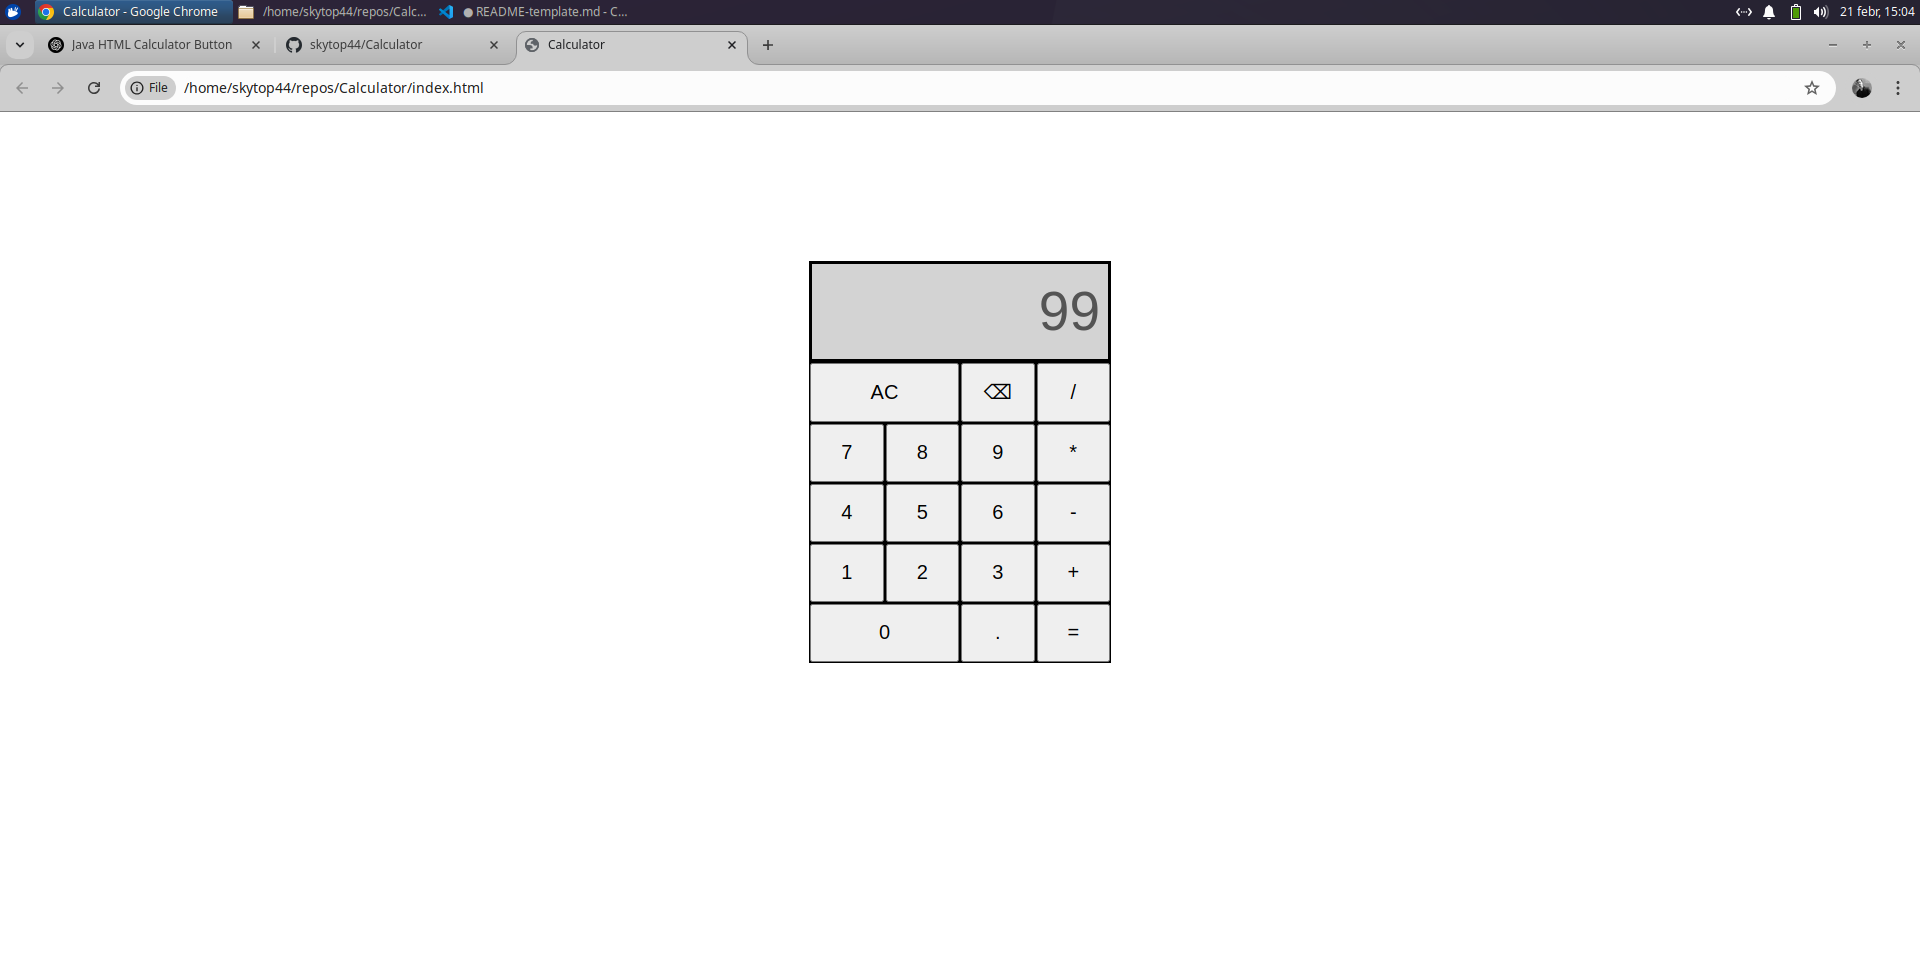 Calculator - Google Chrome /home/skytop44/repos/Calc... ● README-template.md - C... 21 febr, 15:04
Java HTML Calculator Button skytop44/Calculator Calculator
File /home/skytop44/repos/Calculator/index.html
99
AC ⌫ /
7 8 9 *
4 5 6 -
1 2 3 +
0 . =